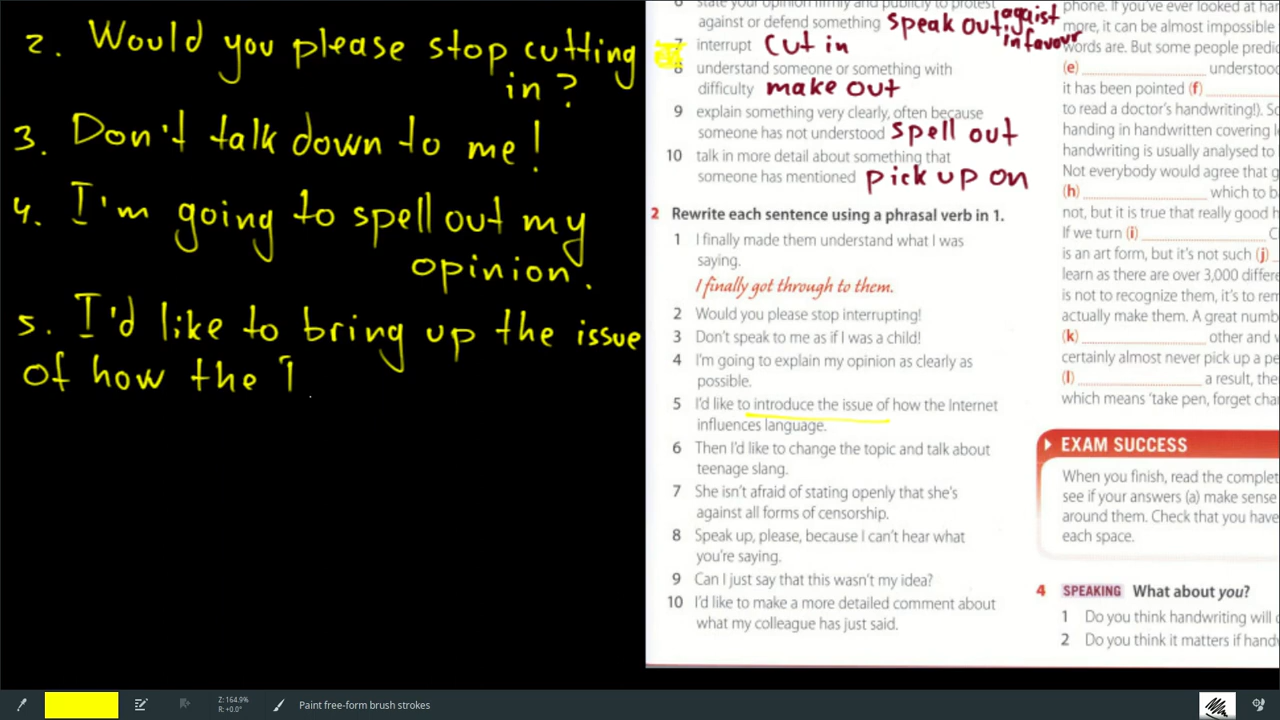 2. Would you please stop cutting
in?
3. Don't talk down to me!
4. I'm going to spell out my
opinion.
5. I'd like to bring up the issue
of how the I
against or defend something speak out against
in favour
7 interrupt cut in
8 understand someone or something with
difficulty make out
9 explain something very clearly, often because
someone has not understood spell out
10 talk in more detail about something that
someone has mentioned pick up on
2 Rewrite each sentence using a phrasal verb in 1.
1 I finally made them understand what I was
saying.
I finally got through to them.
2 Would you please stop interrupting!
3 Don't speak to me as if I was a child!
4 I'm going to explain my opinion as clearly as
possible.
5 I'd like to introduce the issue of how the Internet
influences language.
6 Then I'd like to change the topic and talk about
teenage slang.
7 She isn't afraid of stating openly that she's
against all forms of censorship.
8 Speak up, please, because I can't hear what
you're saying.
9 Can I just say that this wasn't my idea?
10 I'd like to make a more detailed comment about
what my colleague has just said.
phone. If you've ever looked at
more, it can be almost impossible
words are. But some people
(e) understood
it has been pointed (f)
to read a doctor's handwriting!).
handing in handwritten covering
handwriting is usually analysed to
Not everybody would agree that
(h) which to
not, but it is true that really good
If we turn (i)
is an art form, but it's not such (j)
learn as there are over 3,000
is not to recognize them, it's to
actually make them. A great
(k) other and
certainly almost never pick up a
(l) a result,
which means 'take pen, forget
EXAM SUCCESS
When you finish, read the
see if your answers (a) make sense
around them. Check that you have
each space.
4 SPEAKING What about you?
1 Do you think handwriting will
2 Do you think it matters if
Z: 164.9%
R: +0.0°
Paint free-form brush strokes